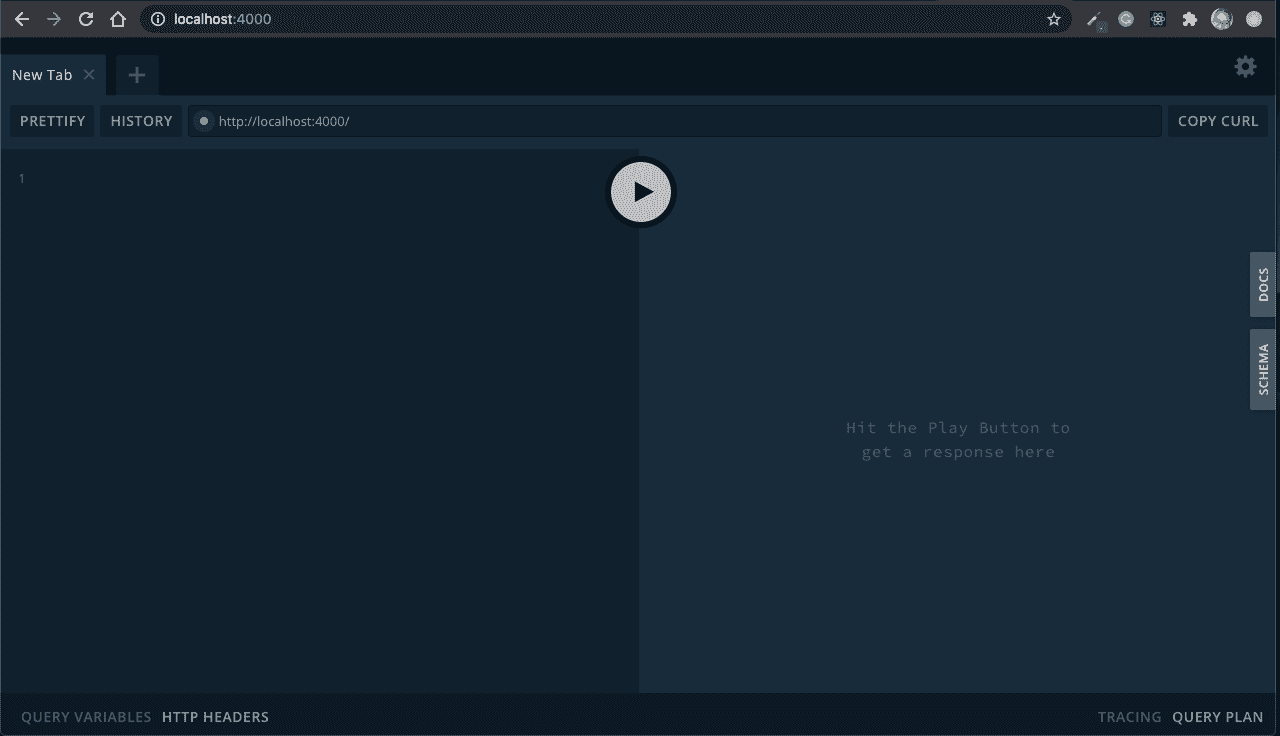 localhost:4000
New Tab
PRETTIFY HISTORY http://localhost:4000/ COPY CURL
1
DOCS
SCHEMA
Hit the Play Button to
get a response here
QUERY VARIABLES HTTP HEADERS TRACING QUERY PLAN